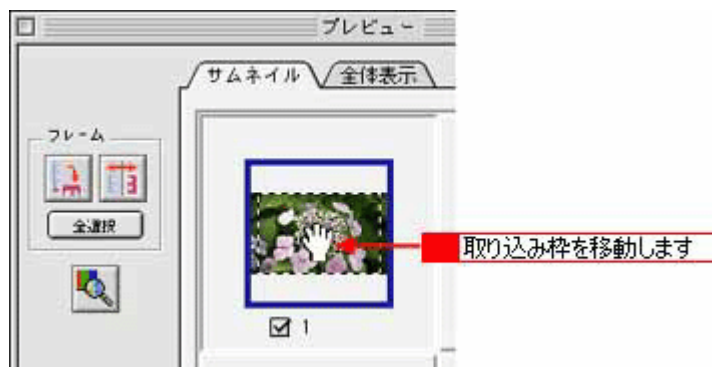 プレビュー
サムネイル
全体表示
フレーム
全選択
取り込み枠を移動します
1